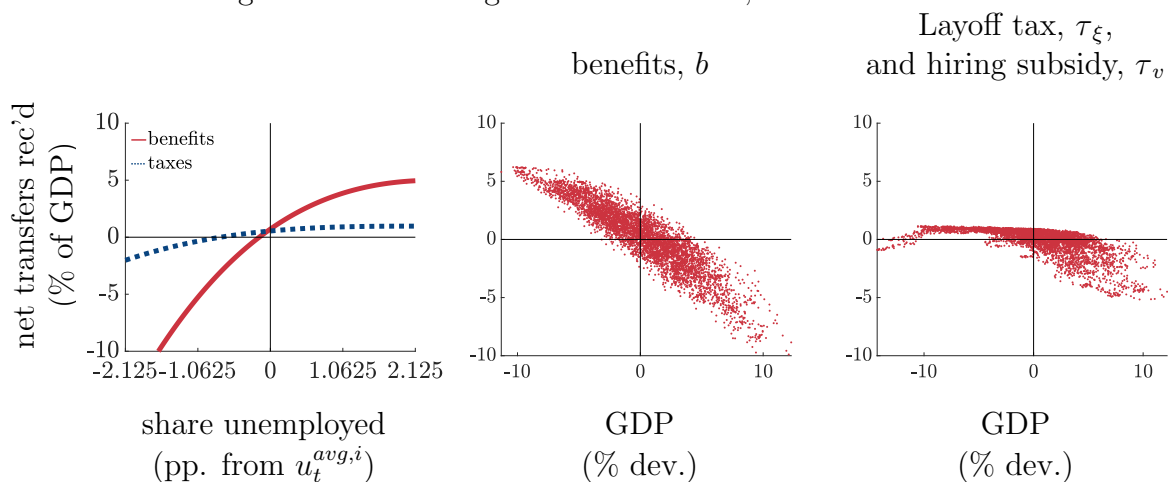 benefits, b
Layoff tax, τ_ξ,
and hiring subsidy, τ_v
net transfers rec'd
(% of GDP)
10
5
0
-5
-10
benefits
taxes
-2.125
-1.0625
0
1.0625
2.125
share unemployed
(pp. from u_t^{avg,i})
10
5
0
-5
-10
-10
0
10
GDP
(% dev.)
10
5
0
-5
-10
-10
0
10
GDP
(% dev.)